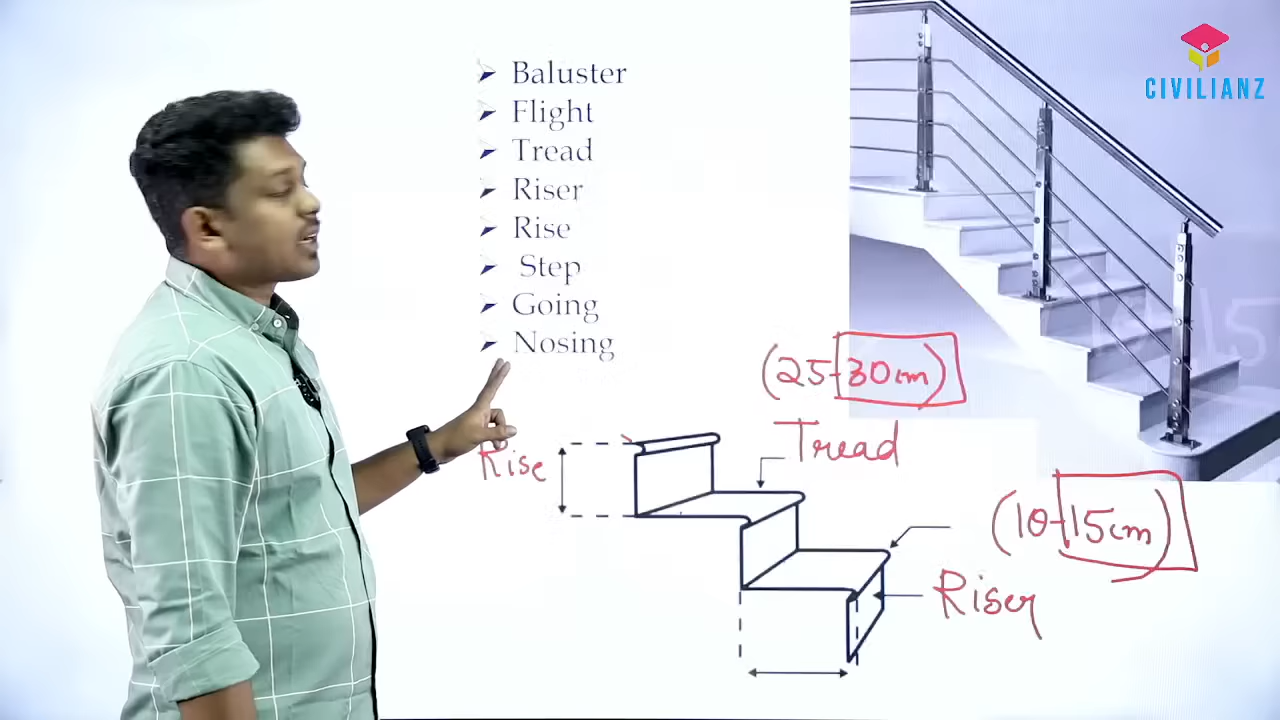 CIVILIANZ
Baluster
Flight
Tread
Riser
Rise
Step
Going
Nosing
(25-30cm)
Tread
Rise
(10-15cm)
Riser